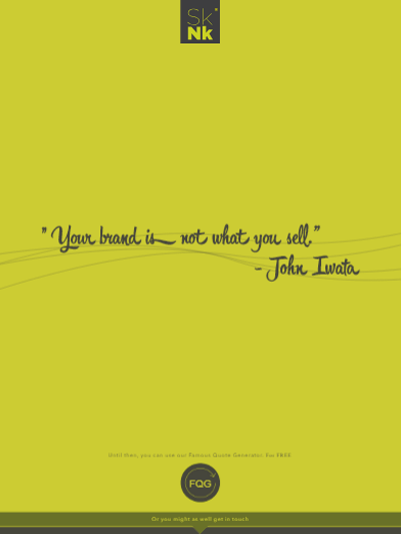 Sk
Nk
" Your brand is not what you sell."
- John Iwata
Until then, you can use our Famous Quote Generator. For FREE.
FQG
Or you might as well get in touch